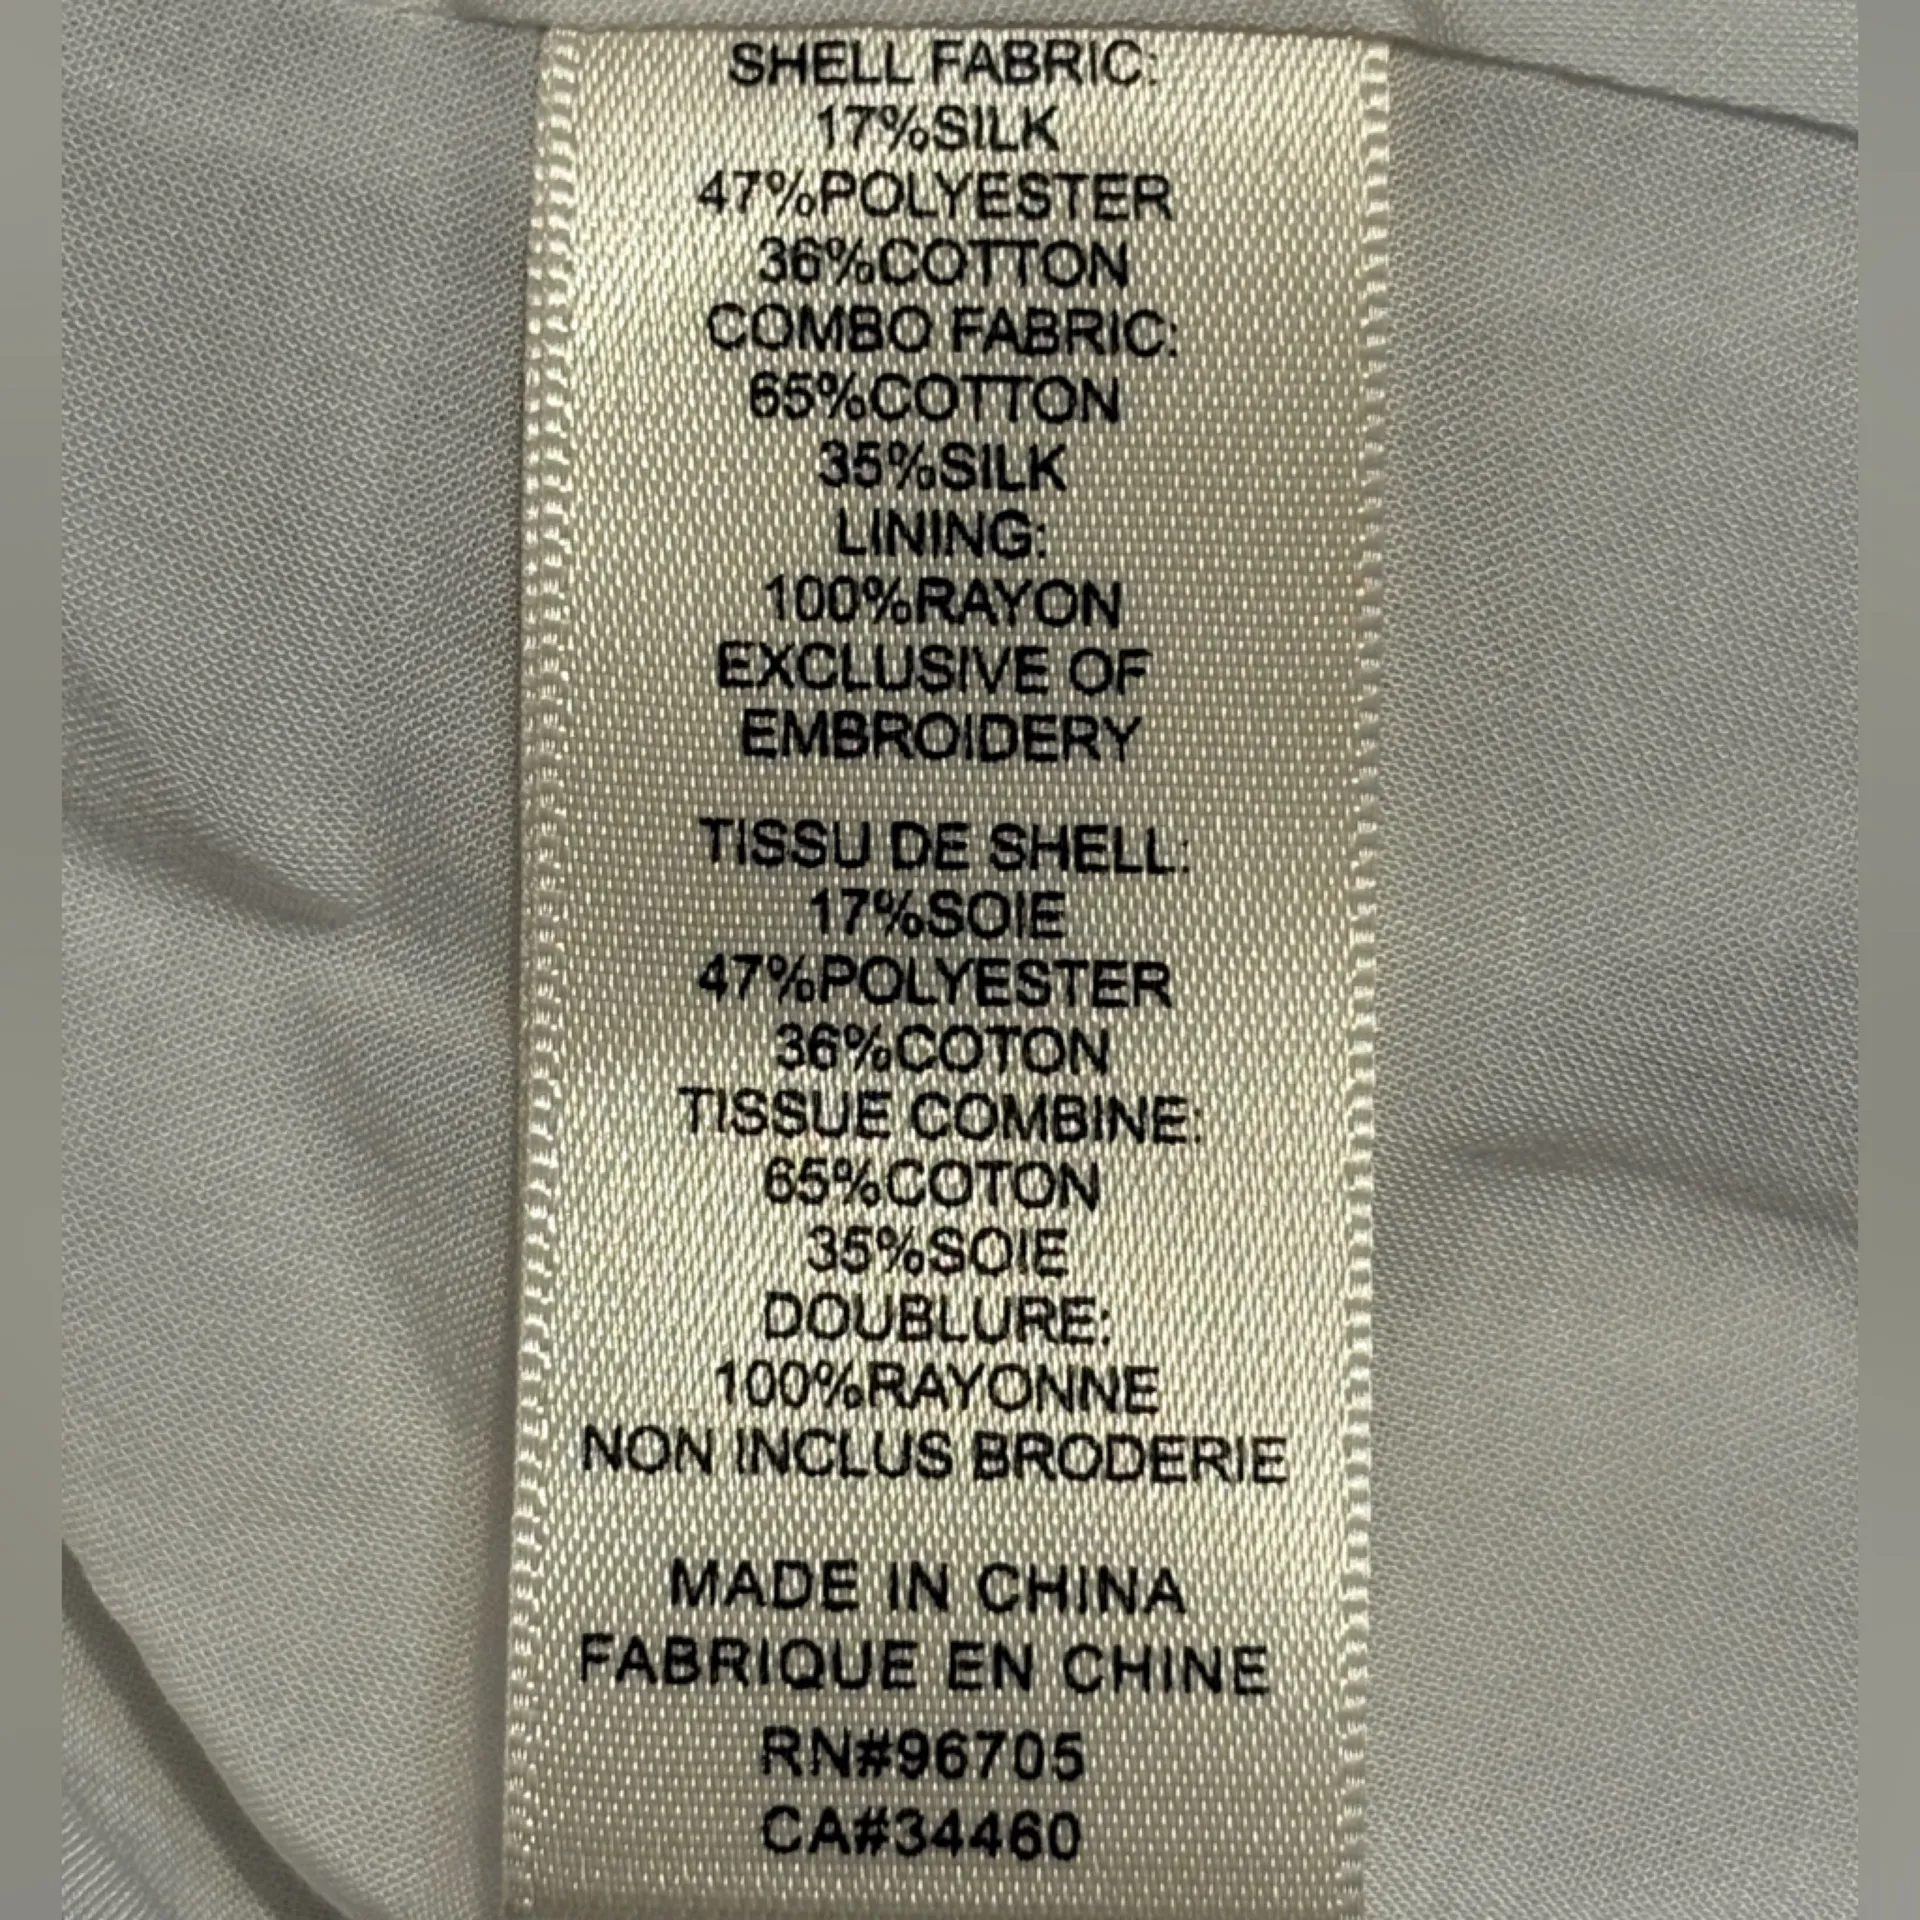 SHELL FABRIC:
17%SILK
47%POLYESTER
36%COTTON
COMBO FABRIC:
65%COTTON
35%SILK
LINING:
100%RAYON
EXCLUSIVE OF
EMBROIDERY
TISSU DE SHELL:
17%SOIE
47%POLYESTER
36%COTON
TISSUE COMBINE:
65%COTON
35%SOIE
DOUBLURE:
100%RAYONNE
NON INCLUS BRODERIE
MADE IN CHINA
FABRIQUE EN CHINE
RN#96705
CA#34460